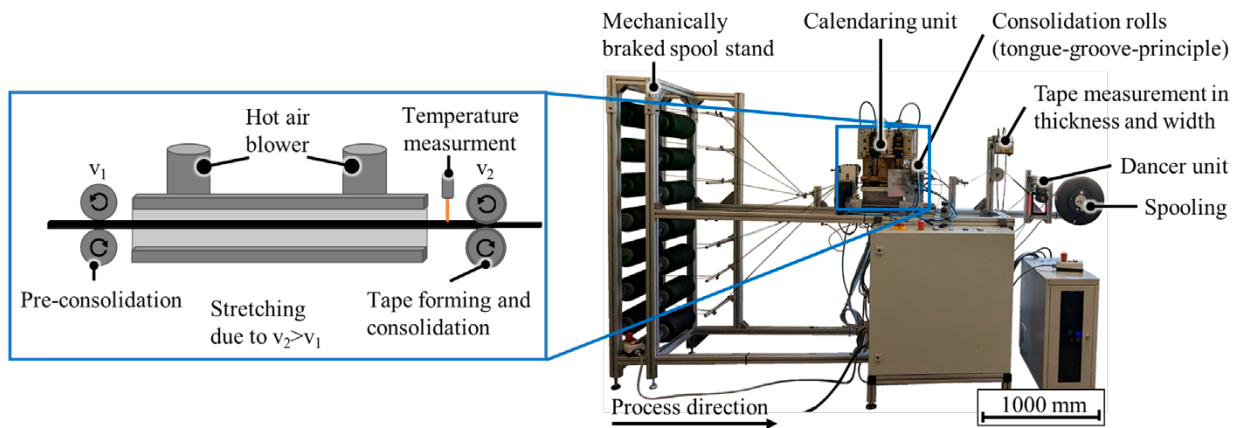 Mechanically
braked spool stand
Calendaring unit
Consolidation rolls
(tongue-groove-principle)
Tape measurement in
thickness and width
Dancer unit
Spooling
Hot air
blower
Temperature
measurment
v₁
v₂
Pre-consolidation
Stretching
due to v₂>v₁
Tape forming and
consolidation
Process direction
1000 mm